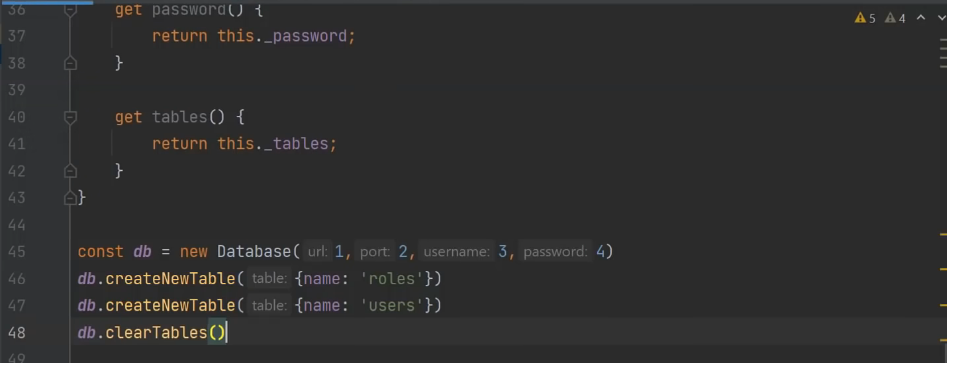 36 get password() {
5 4
37 return this._password;
38 }
39
40 get tables() {
41 return this._tables;
42 }
43 }
44
45 const db = new Database( url: 1, port: 2, username: 3, password: 4)
46 db.createNewTable( table: {name: 'roles'})
47 db.createNewTable( table: {name: 'users'})
48 db.clearTables()
49